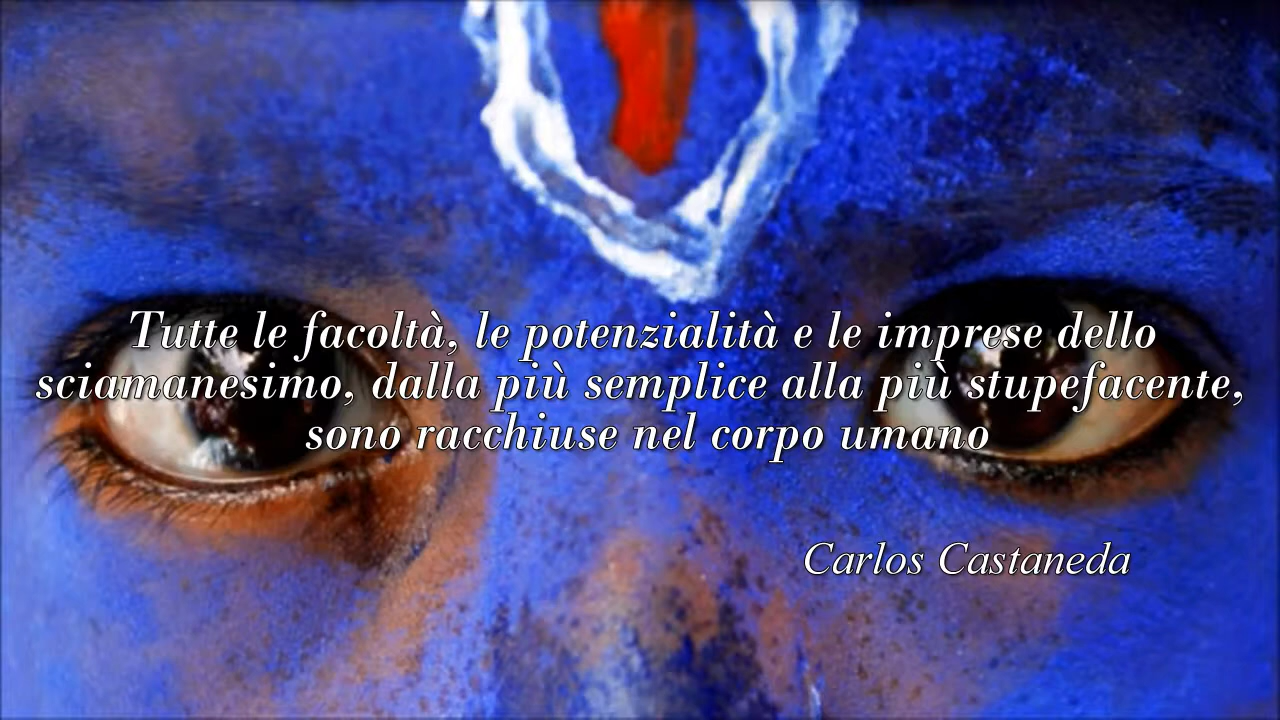 Tutte le facoltà, le potenzialità e le imprese dello
sciamanesimo, dalla più semplice alla più stupefacente,
sono racchiuse nel corpo umano
Carlos Castaneda